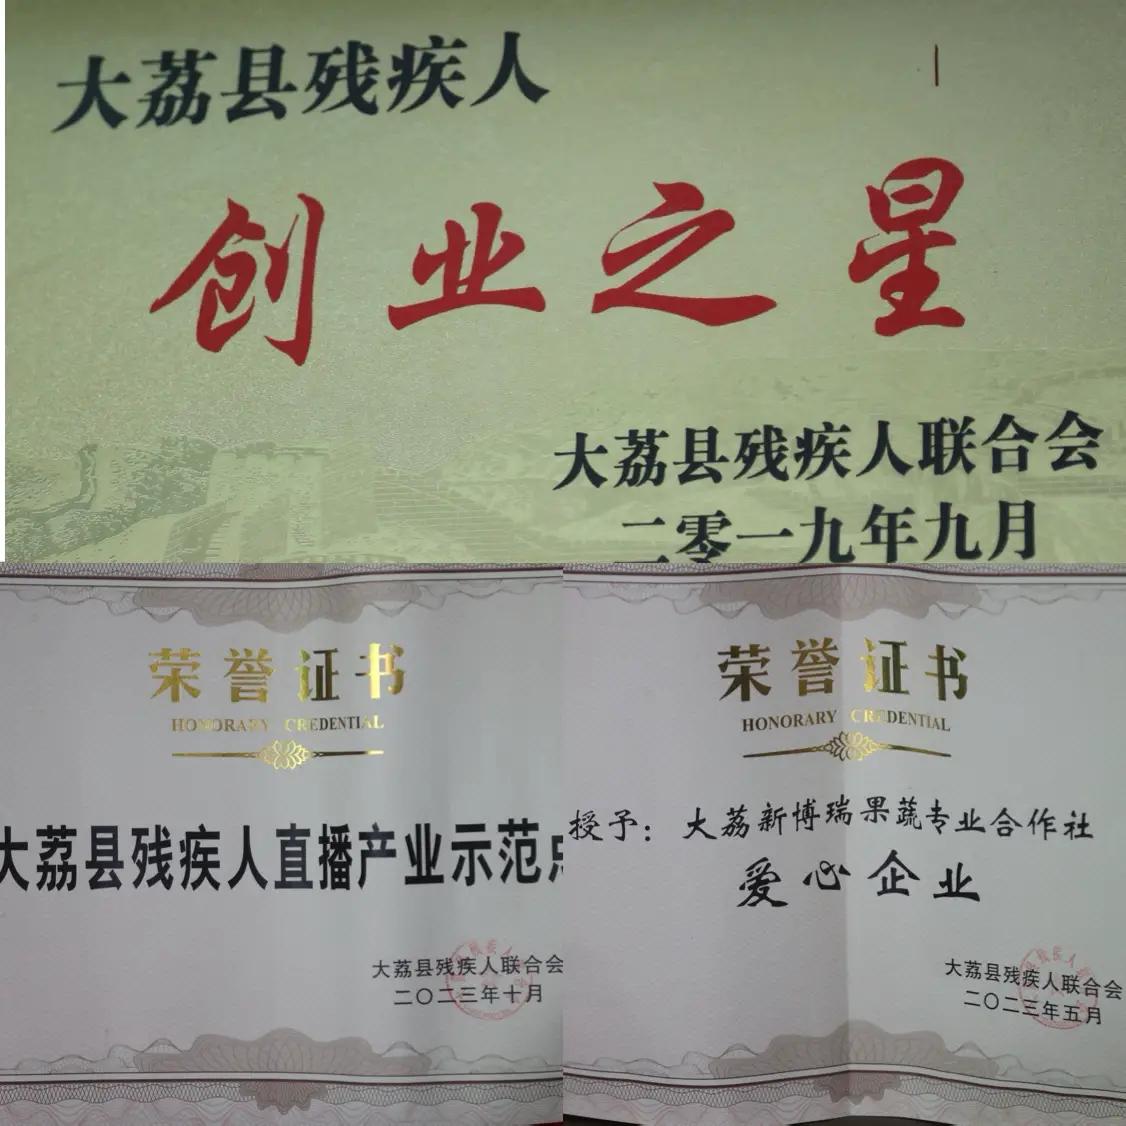 大荔县残疾人
创业之星
大荔县残疾人联合会
二零一九年九月
荣誉证书
HONORARY CREDENTIAL
大荔县残疾人直播产业示范
大荔县残疾人联合会
二〇二三年十月
荣誉证书
HONORARY CREDENTIAL
授予：大荔新博瑞果蔬专业合作社
爱心企业
大荔县残疾人联合会
二〇二三年五月